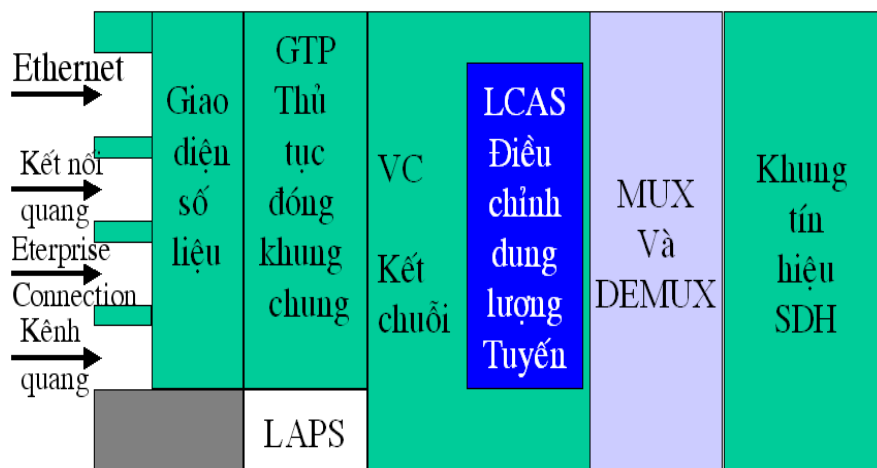 Ethernet
Kết nối
quang
Eterprise
Connection
Kênh
quang
Giao
diện
số
liệu
GTP
Thủ
tục
đóng
khung
chung
LAPS
VC
Kết
chuỗi
LCAS
Điều
chỉnh
dung
lượng
Tuyến
MUX
Và
DEMUX
Khung
tín
hiệu
SDH